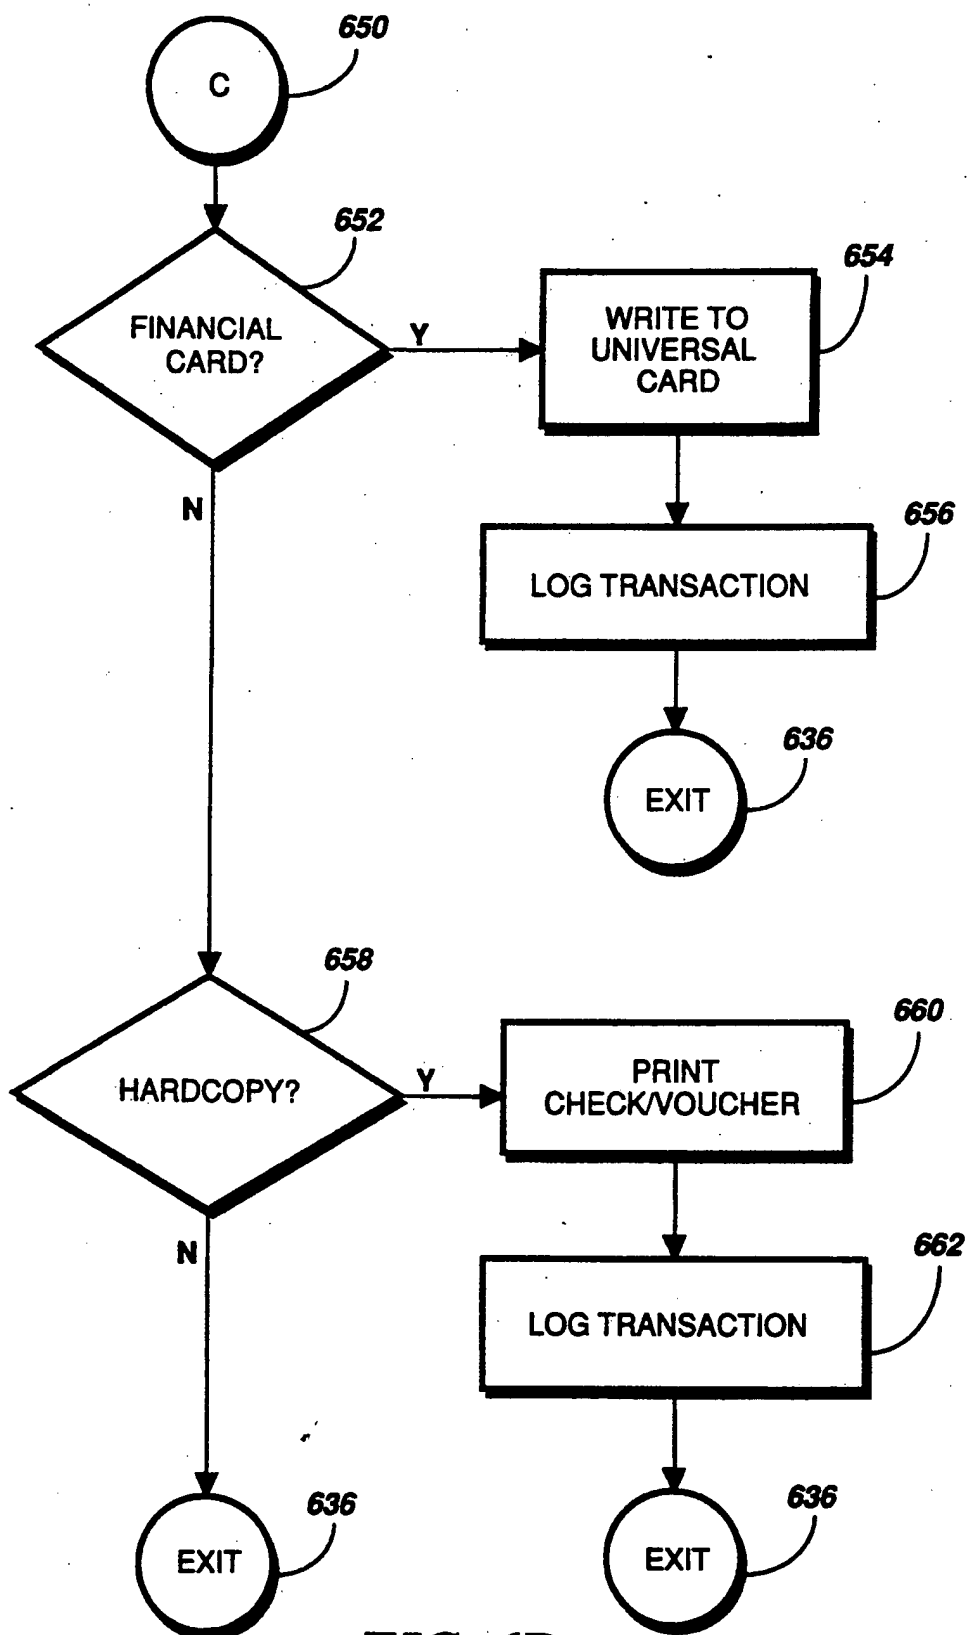 650
C
652
FINANCIAL
CARD?
Y
654
WRITE TO
UNIVERSAL
CARD
N
656
LOG TRANSACTION
636
EXIT
658
HARDCOPY?
Y
660
PRINT
CHECK/VOUCHER
N
662
LOG TRANSACTION
636
EXIT
636
EXIT